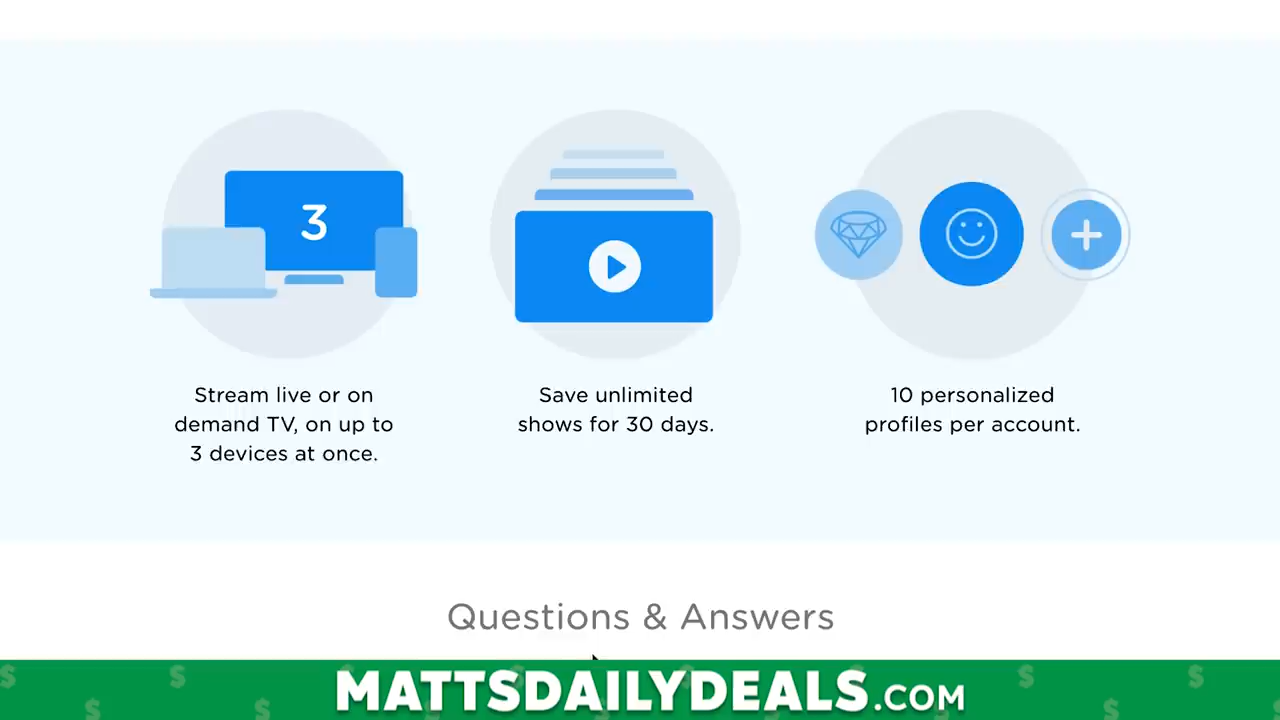 3
Stream live or on
demand TV, on up to
3 devices at once.
Save unlimited
shows for 30 days.
10 personalized
profiles per account.
Questions & Answers
MATTSDAILYDEALS.COM